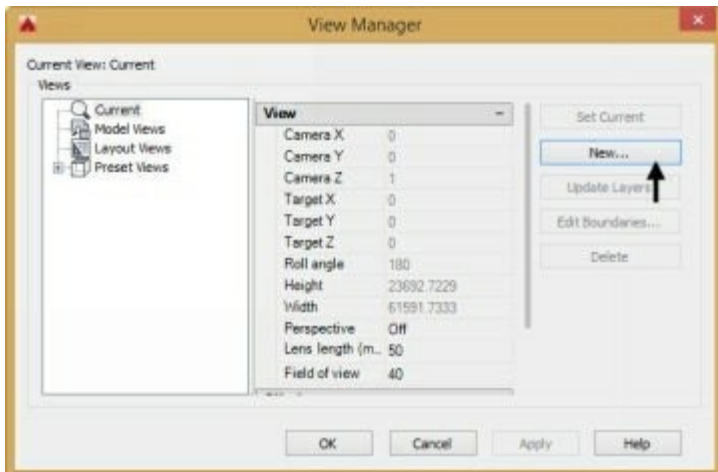 View Manager
Current View: Current
Views
Current
Model Views
Layout Views
Preset Views
View
Camera X 0
Camera Y 0
Camera Z 1
Target X 0
Target Y 0
Target Z 0
Roll angle 180
Height 23692.7229
Width 61591.7333
Perspective Off
Lens length (m... 50
Field of view 40
Set Current
New...
Update Layers
Edit Boundaries...
Delete
OK Cancel Apply Help